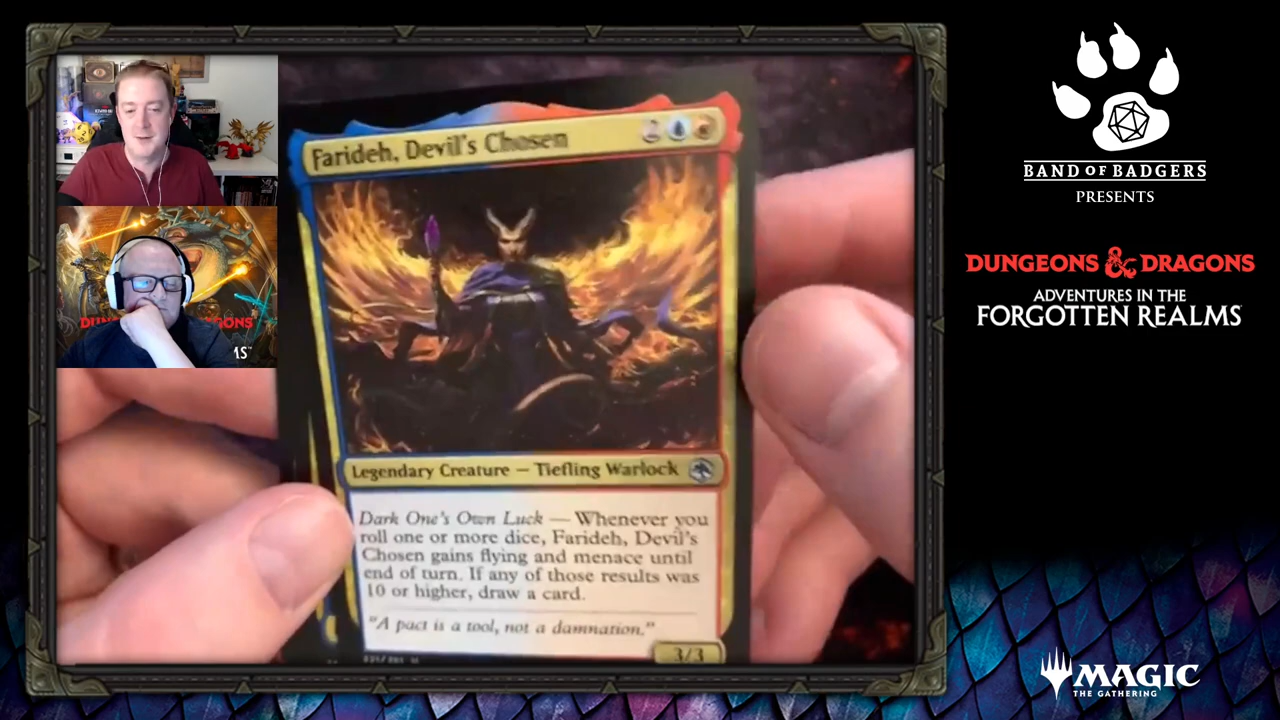 Farideh, Devil's Chosen
Legendary Creature — Tiefling Warlock
Dark One's Own Luck — Whenever you
roll one or more dice, Farideh, Devil's
Chosen gains flying and menace until
end of turn. If any of those results was
10 or higher, draw a card.
"A pact is a tool, not a damnation."
3/3
BAND OF BADGERS
PRESENTS
DUNGEONS & DRAGONS
ADVENTURES IN THE
FORGOTTEN REALMS
MAGIC
THE GATHERING